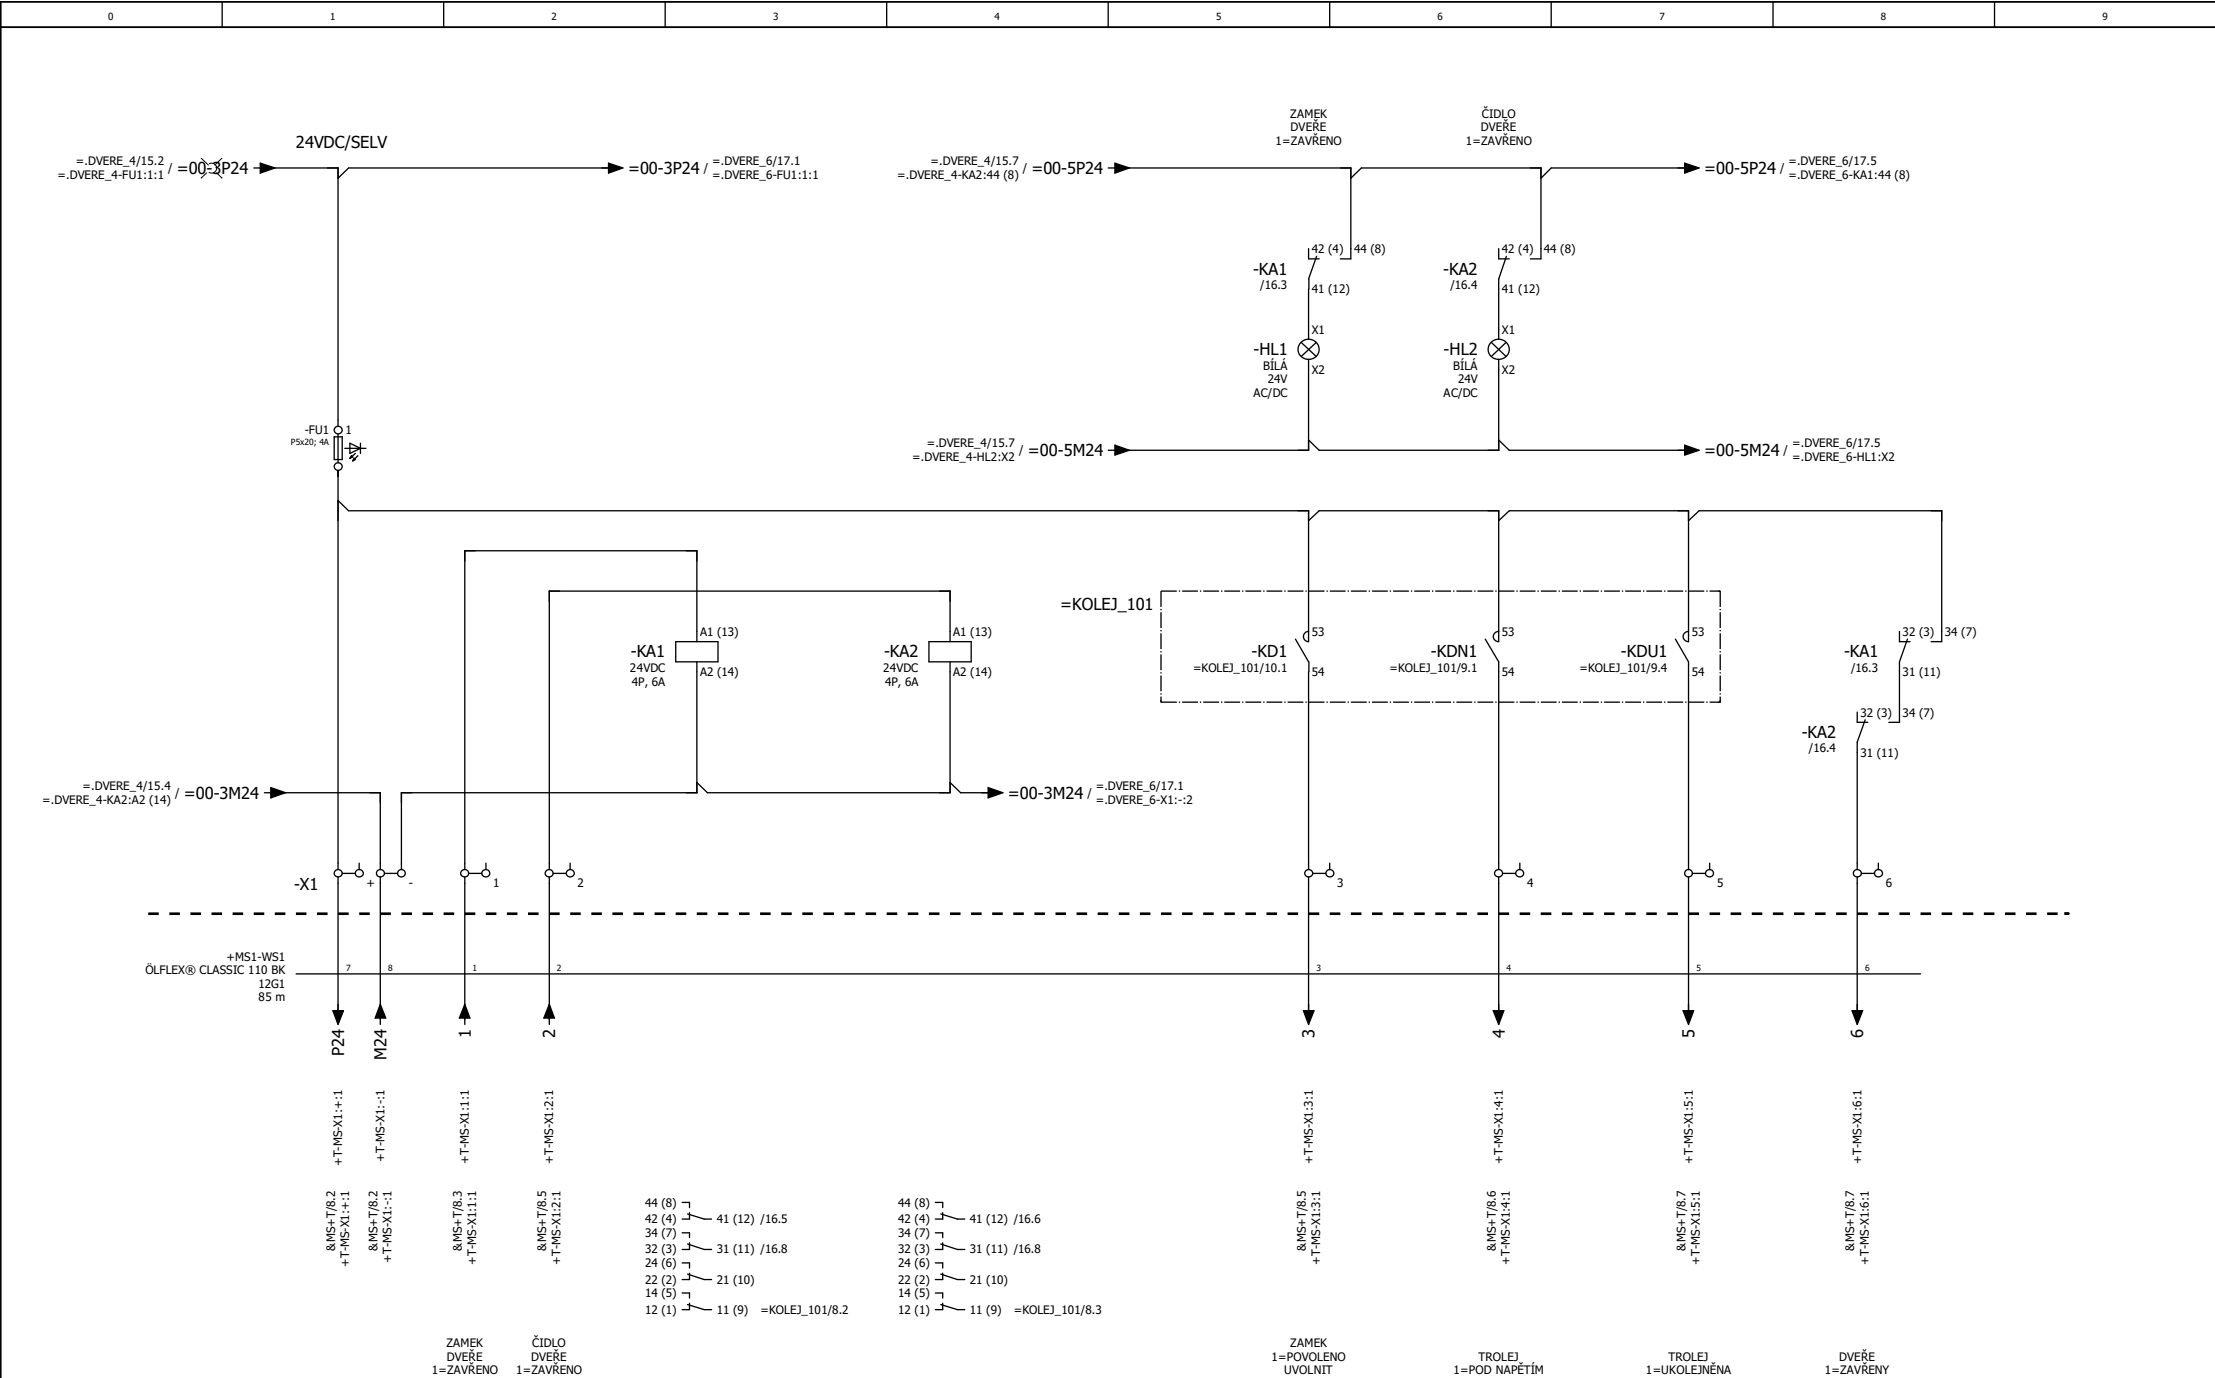 0 1 2 3 4 5 6 7 8 9
ZAMEK
DVEŘE
1=ZAVŘENO
ČIDLO
DVEŘE
1=ZAVŘENO
24VDC/SELV
=.DVERE_4/15.2
=.DVERE_4-FU1:1:1
/ =00-3P24
=00-3P24 /
=.DVERE_6/17.1
=.DVERE_6-FU1:1:1
=.DVERE_4/15.7
=.DVERE_4-KA2:44 (8)
/ =00-5P24
=00-5P24 /
=.DVERE_6/17.5
=.DVERE_6-KA1:44 (8)
42 (4) 44 (8)
-KA1
/16.3
41 (12)
42 (4) 44 (8)
-KA2
/16.4
41 (12)
X1
-HL1
BÍLÁ
24V
AC/DC
X2
X1
-HL2
BÍLÁ
24V
AC/DC
X2
-FU1 1
P5x20; 4A
=.DVERE_4/15.7
=.DVERE_4-HL2:X2
/ =00-5M24
=00-5M24 /
=.DVERE_6/17.5
=.DVERE_6-HL1:X2
=KOLEJ_101
A1 (13)
-KA1
24VDC
4P, 6A
A2 (14)
A1 (13)
-KA2
24VDC
4P, 6A
A2 (14)
53
-KD1
=KOLEJ_101/10.1
54
53
-KDN1
=KOLEJ_101/9.1
54
53
-KDU1
=KOLEJ_101/9.4
54
32 (3) 34 (7)
-KA1
/16.3
31 (11)
32 (3) 34 (7)
-KA2
/16.4
31 (11)
=.DVERE_4/15.4
=.DVERE_4-KA2:A2 (14)
/ =00-3M24
=00-3M24 /
=.DVERE_6/17.1
=.DVERE_6-X1:-:2
-X1 + - 1 2 3 4 5 6
+MS1-WS1
ÖLFLEX® CLASSIC 110 BK
12G1
85 m
7 8 1 2 3 4 5 6
P24 M24 1 2 3 4 5 6
+T-MS-X1:+:1
+T-MS-X1:-:1
+T-MS-X1:1:1
+T-MS-X1:2:1
+T-MS-X1:3:1
+T-MS-X1:4:1
+T-MS-X1:5:1
+T-MS-X1:6:1
&MS+T/8.2
+T-MS-X1:+:1
&MS+T/8.2
+T-MS-X1:-:1
&MS+T/8.3
+T-MS-X1:1:1
&MS+T/8.5
+T-MS-X1:2:1
&MS+T/8.5
+T-MS-X1:3:1
&MS+T/8.6
+T-MS-X1:4:1
&MS+T/8.7
+T-MS-X1:5:1
&MS+T/8.7
+T-MS-X1:6:1
44 (8)
42 (4) 41 (12) /16.5
34 (7)
32 (3) 31 (11) /16.8
24 (6)
22 (2) 21 (10)
14 (5)
12 (1) 11 (9) =KOLEJ_101/8.2
44 (8)
42 (4) 41 (12) /16.6
34 (7)
32 (3) 31 (11) /16.8
24 (6)
22 (2) 21 (10)
14 (5)
12 (1) 11 (9) =KOLEJ_101/8.3
ZAMEK
DVEŘE
1=ZAVŘENO
ČIDLO
DVEŘE
1=ZAVŘENO
ZAMEK
1=POVOLENO
UVOLNIT
TROLEJ
1=POD NAPĚTÍM
TROLEJ
1=UKOLEJNĚNA
DVEŘE
1=ZAVŘENY